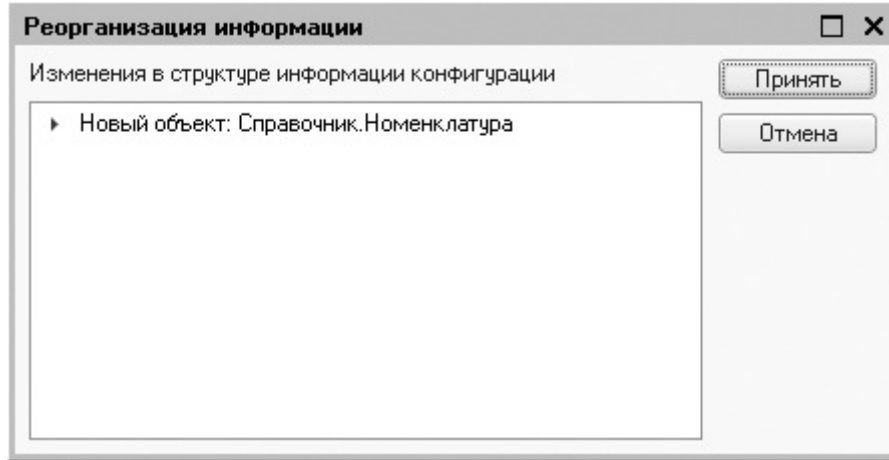 Реорганизация информации
Изменения в структуре информации конфигурации
Принять
Новый объект: Справочник.Номенклатура
Отмена